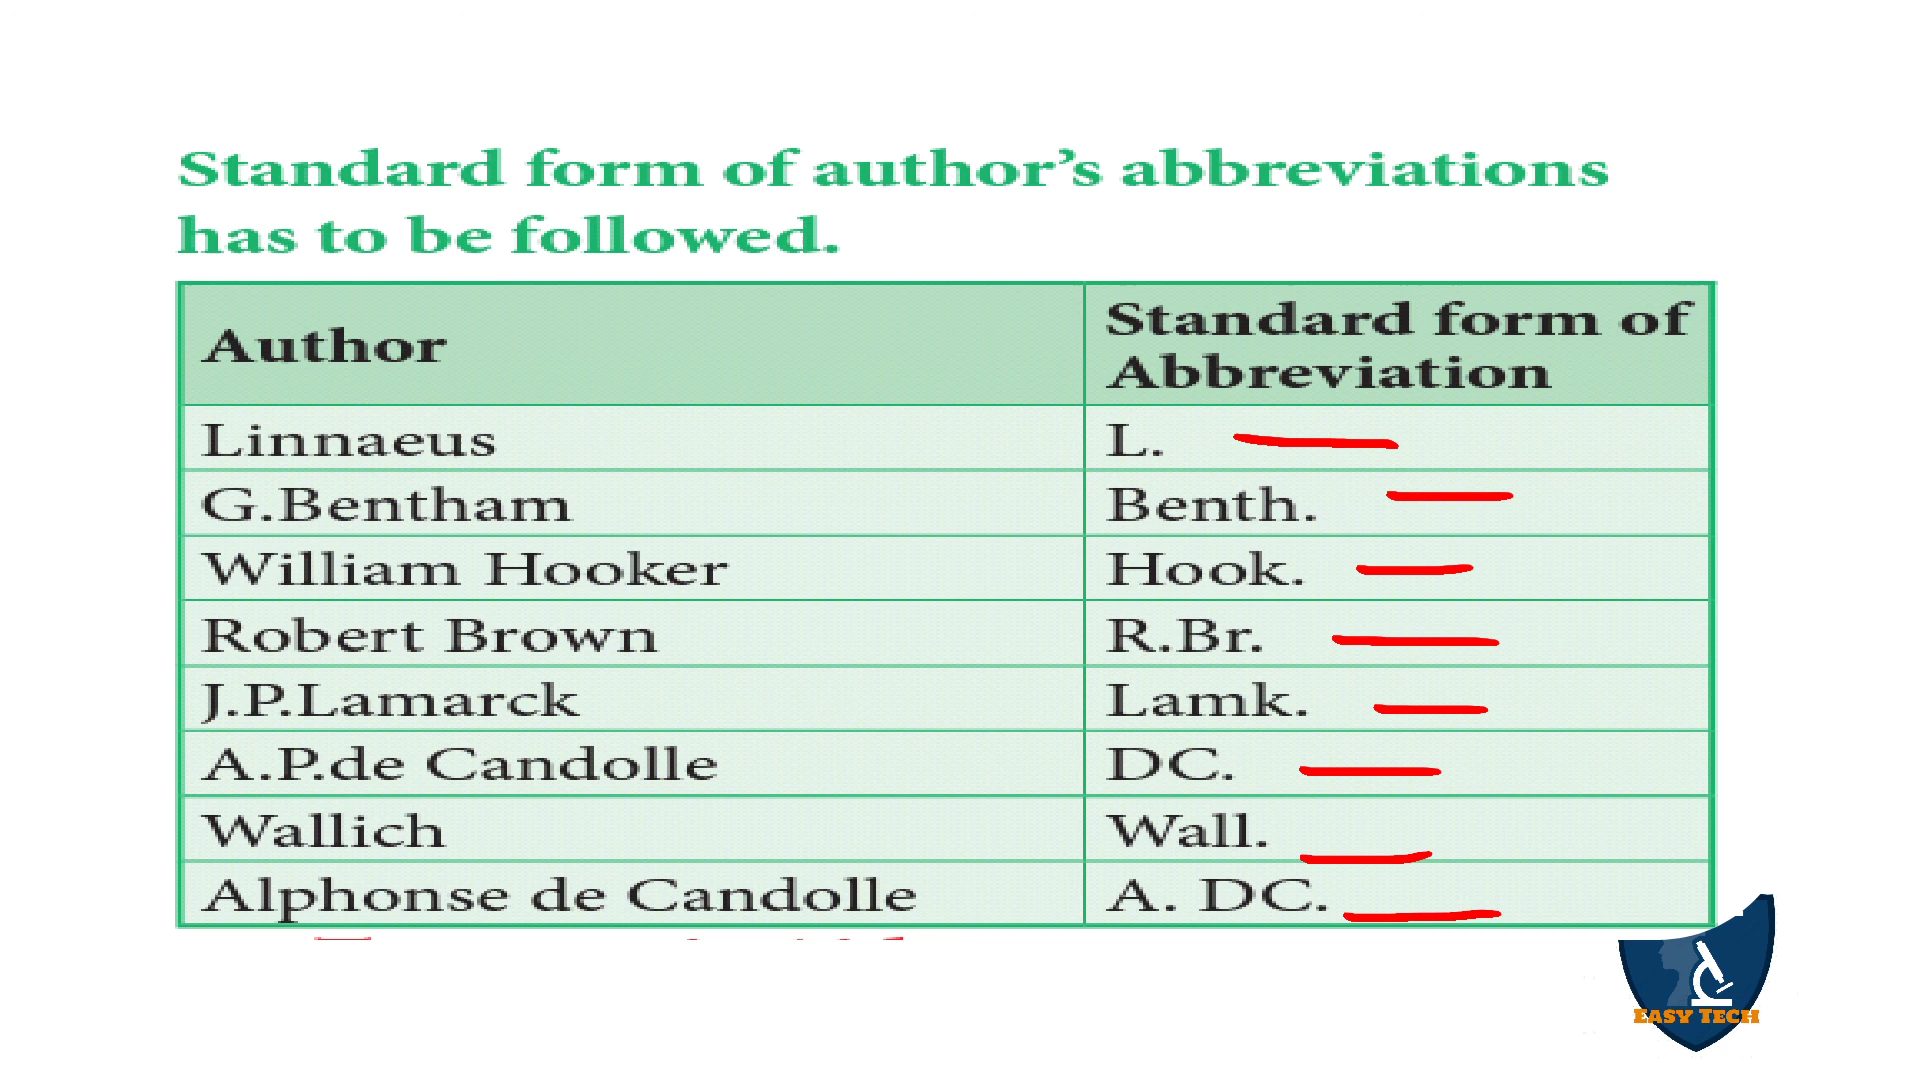 Standard form of author's abbreviations
has to be followed.
Author
Standard form of
Abbreviation
Linnaeus
L.
G.Bentham
Benth.
William Hooker
Hook.
Robert Brown
R.Br.
J.P.Lamarck
Lamk.
A.P.de Candolle
DC.
Wallich
Wall.
Alphonse de Candolle
A. DC.
EASY TECH